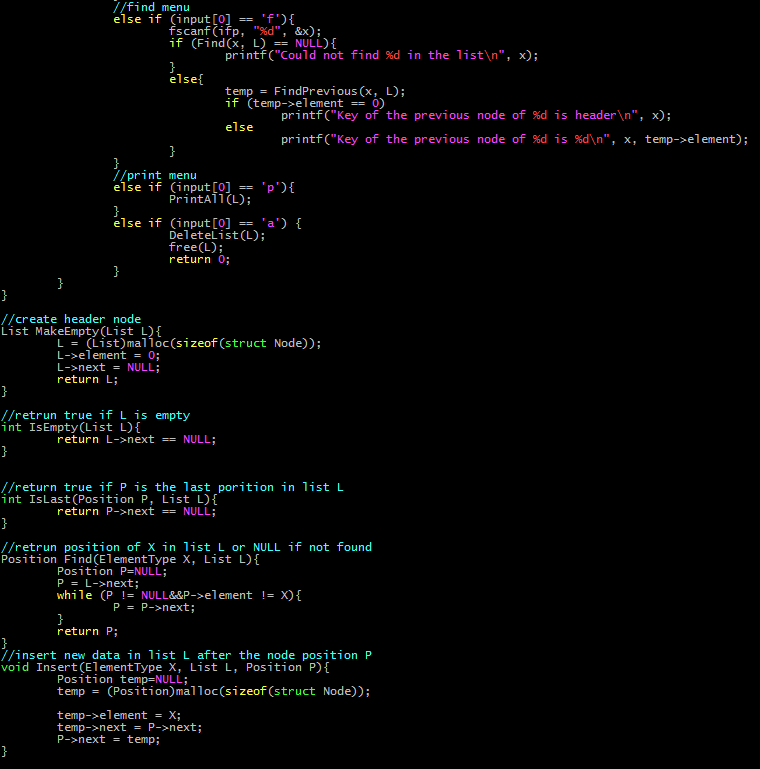 //find menu
else if (input[0] == 'f'){
fscanf(ifp, "%d", &x);
if (Find(x, L) == NULL){
printf("Could not find %d in the list\n", x);
}
else{
temp = FindPrevious(x, L);
if (temp->element == 0)
printf("Key of the previous node of %d is header\n", x);
else
printf("Key of the previous node of %d is %d\n", x, temp->element);
}
}
//print menu
else if (input[0] == 'p'){
PrintAll(L);
}
else if (input[0] == 'a') {
DeleteList(L);
free(L);
return 0;
}
}
}
//create header node
List MakeEmpty(List L){
L = (List)malloc(sizeof(struct Node));
L->element = 0;
L->next = NULL;
return L;
}
//retrun true if L is empty
int IsEmpty(List L){
return L->next == NULL;
}
//return true if P is the last porition in list L
int IsLast(Position P, List L){
return P->next == NULL;
}
//retrun position of X in list L or NULL if not found
Position Find(ElementType X, List L){
Position P=NULL;
P = L->next;
while (P != NULL&&P->element != X){
P = P->next;
}
return P;
}
//insert new data in list L after the node position P
void Insert(ElementType X, List L, Position P){
Position temp=NULL;
temp = (Position)malloc(sizeof(struct Node));
temp->element = X;
temp->next = P->next;
P->next = temp;
}